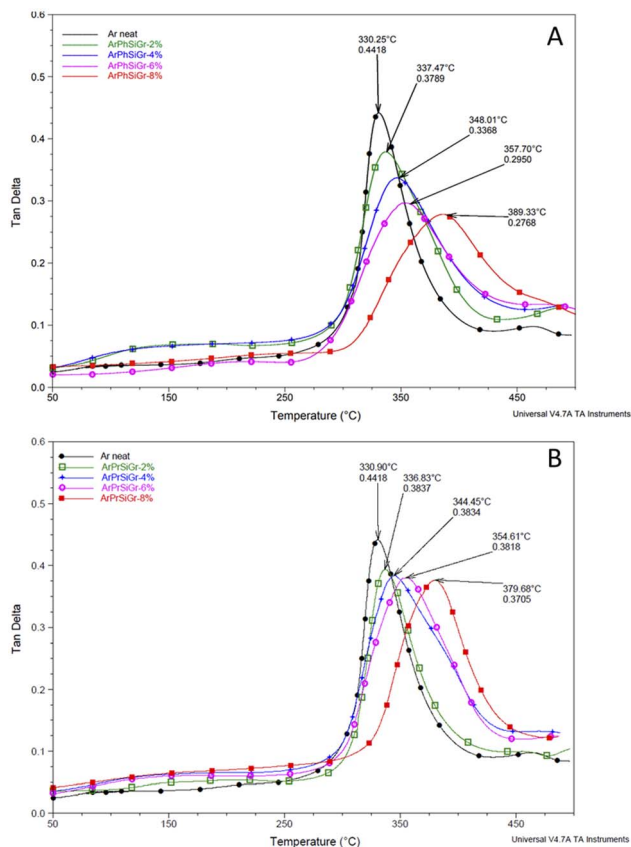 A
Ar neat
ArPhSiGr-2%
ArPhSiGr-4%
ArPhSiGr-6%
ArPhSiGr-8%
330.25°C
0.4418
337.47°C
0.3789
348.01°C
0.3368
357.70°C
0.2950
389.33°C
0.2768
Tan Delta
0.6
0.5
0.4
0.3
0.2
0.1
0.0
50
150
250
350
450
Temperature (°C)
Universal V4.7A TA Instruments
B
Ar neat
ArPrSiGr-2%
ArPrSiGr-4%
ArPrSiGr-6%
ArPrSiGr-8%
330.90°C
0.4418
336.83°C
0.3837
344.45°C
0.3834
354.61°C
0.3818
379.68°C
0.3705
Tan Delta
0.6
0.5
0.4
0.3
0.2
0.1
0.0
50
150
250
350
450
Temperature (°C)
Universal V4.7A TA Instruments